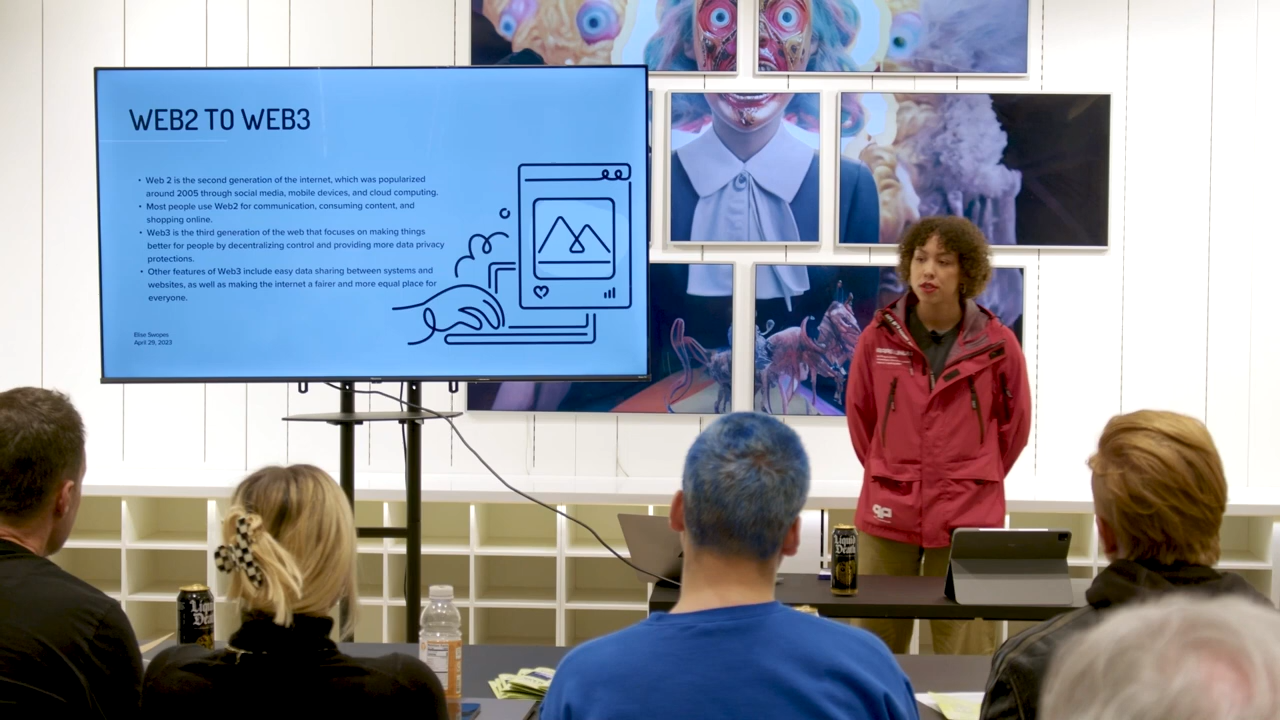 WEB2 TO WEB3
• Web 2 is the second generation of the internet, which was popularized
around 2005 through social media, mobile devices, and cloud computing.
• Most people use Web2 for communication, consuming content, and
shopping online.
• Web3 is the third generation of the web that focuses on making things
better for people by decentralizing control and providing more data privacy
protections.
• Other features of Web3 include easy data sharing between systems and
websites, as well as making the internet a fairer and more equal place for
everyone.
Elise Swopes
April 29, 2023
Liquid
Death
Liquid
Death